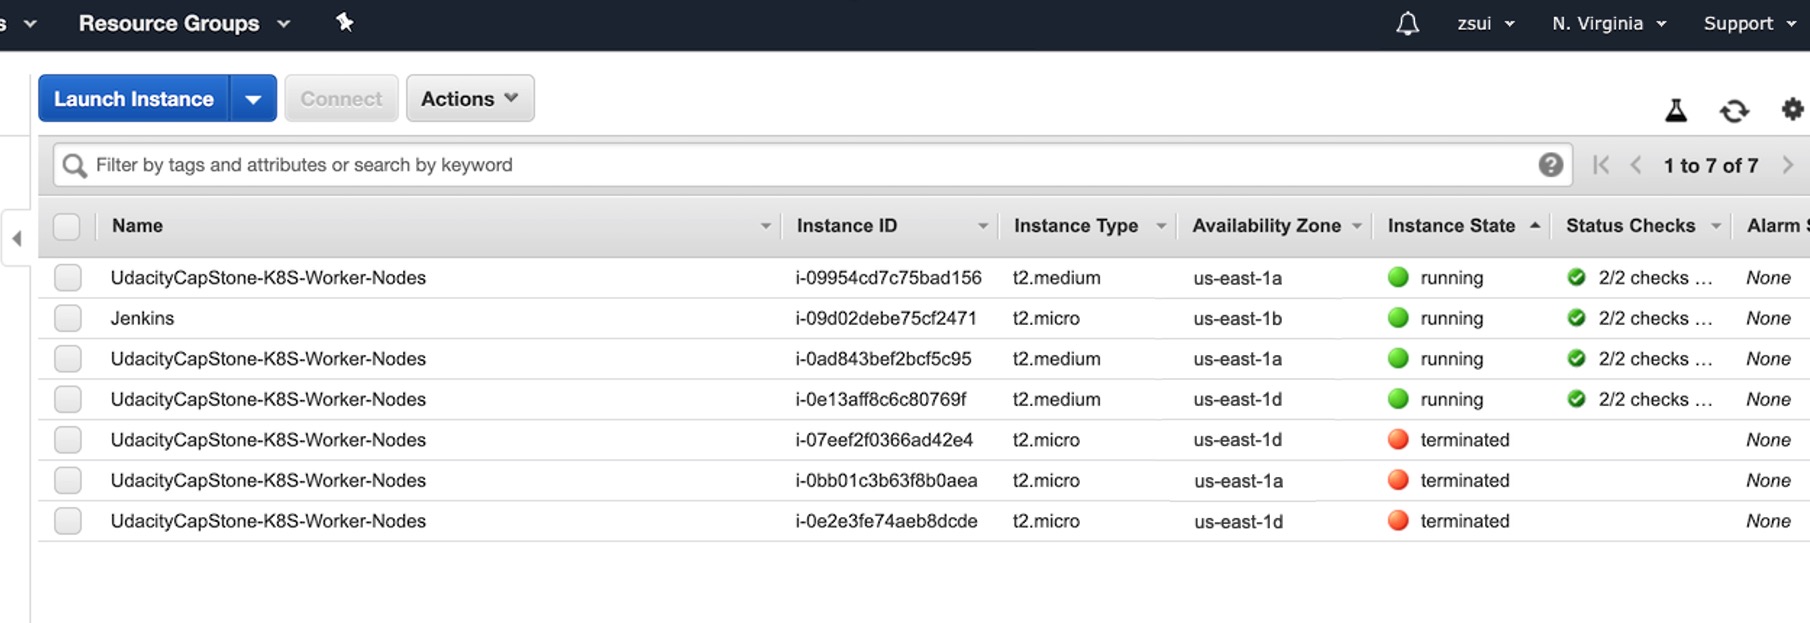 s Resource Groups zsui N. Virginia Support
Launch Instance Connect Actions
Filter by tags and attributes or search by keyword ? 1 to 7 of 7
Name Instance ID Instance Type Availability Zone Instance State Status Checks Alarm S
UdacityCapStone-K8S-Worker-Nodes i-09954cd7c75bad156 t2.medium us-east-1a running 2/2 checks … None
Jenkins i-09d02debe75cf2471 t2.micro us-east-1b running 2/2 checks … None
UdacityCapStone-K8S-Worker-Nodes i-0ad843bef2bcf5c95 t2.medium us-east-1a running 2/2 checks … None
UdacityCapStone-K8S-Worker-Nodes i-0e13aff8c6c80769f t2.medium us-east-1d running 2/2 checks … None
UdacityCapStone-K8S-Worker-Nodes i-07eef2f0366ad42e4 t2.micro us-east-1d terminated None
UdacityCapStone-K8S-Worker-Nodes i-0bb01c3b63f8b0aea t2.micro us-east-1a terminated None
UdacityCapStone-K8S-Worker-Nodes i-0e2e3fe74aeb8dcde t2.micro us-east-1d terminated None